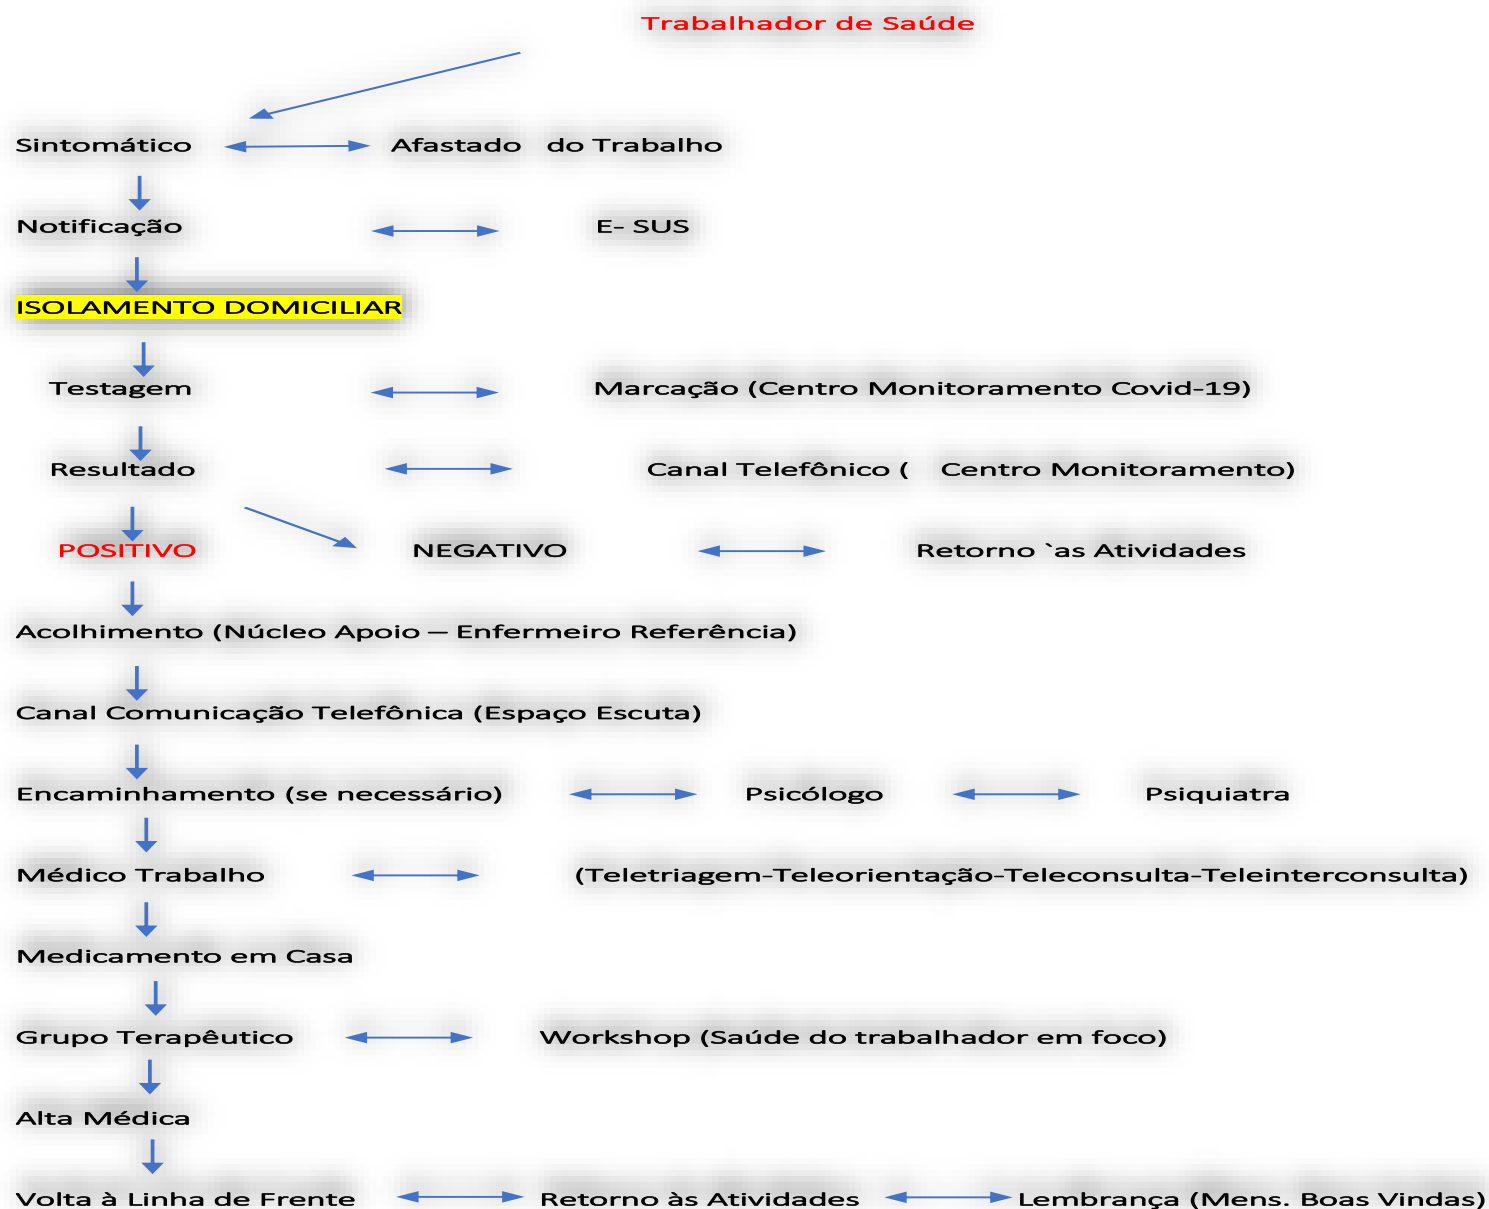 Trabalhador de Saúde
Sintomático Afastado do Trabalho
Notificação E- SUS
ISOLAMENTO DOMICILIAR
Testagem Marcação (Centro Monitoramento Covid-19)
Resultado Canal Telefônico ( Centro Monitoramento)
POSITIVO NEGATIVO Retorno `as Atividades
Acolhimento (Núcleo Apoio – Enfermeiro Referência)
Canal Comunicação Telefônica (Espaço Escuta)
Encaminhamento (se necessário) Psicólogo Psiquiatra
Médico Trabalho (Teletriagem-Teleorientação-Teleconsulta-Teleinterconsulta)
Medicamento em Casa
Grupo Terapêutico Workshop (Saúde do trabalhador em foco)
Alta Médica
Volta à Linha de Frente Retorno às Atividades Lembrança (Mens. Boas Vindas)